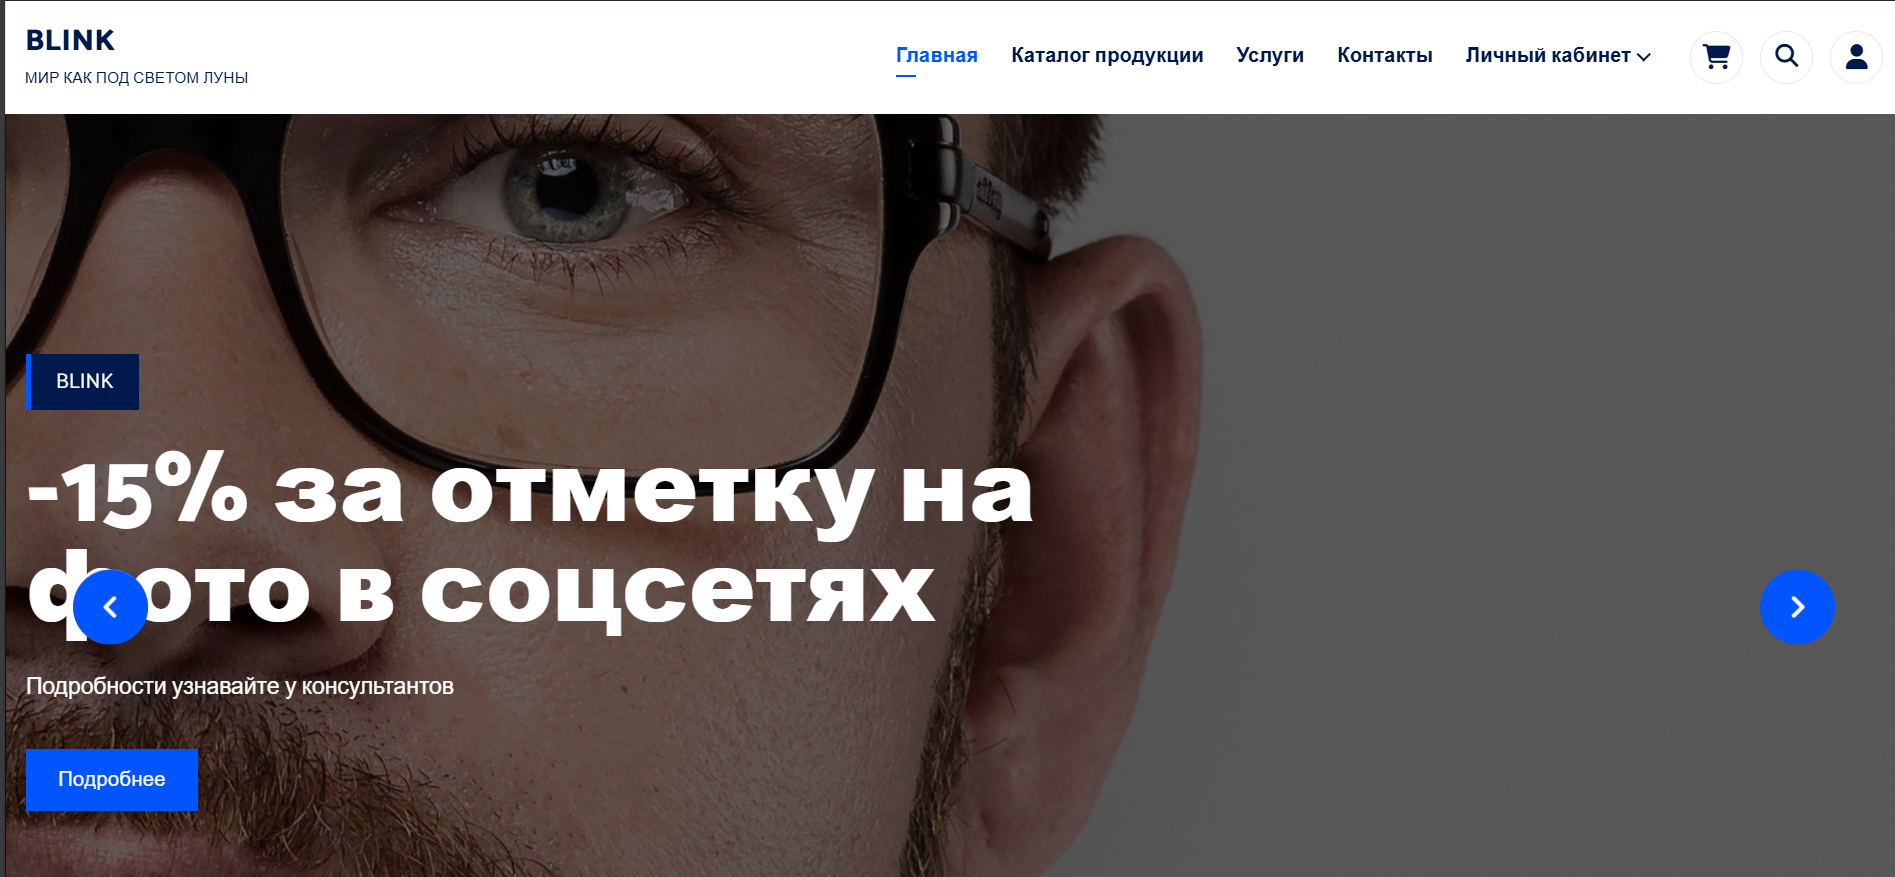 BLINK
МИР КАК ПОД СВЕТОМ ЛУНЫ
Главная
Каталог продукции
Услуги
Контакты
Личный кабинет
BLINK
-15% за отметку на
фото в соцсетях
Подробности узнавайте у консультантов
Подробнее